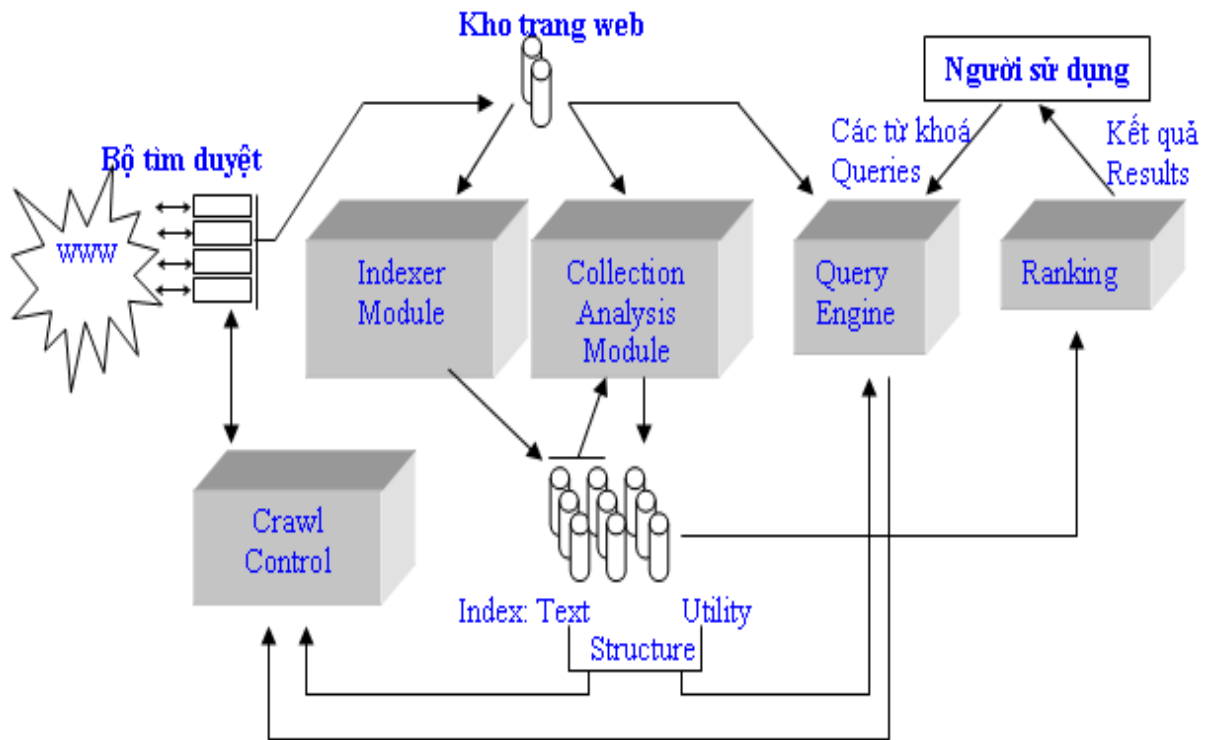 Kho trang web
Người sử dụng
Các từ khoá
Queries
Kết quả
Results
Bộ tìm duyệt
WWW
Indexer
Module
Collection
Analysis
Module
Query
Engine
Ranking
Crawl
Control
Index: Text
Utility
Structure